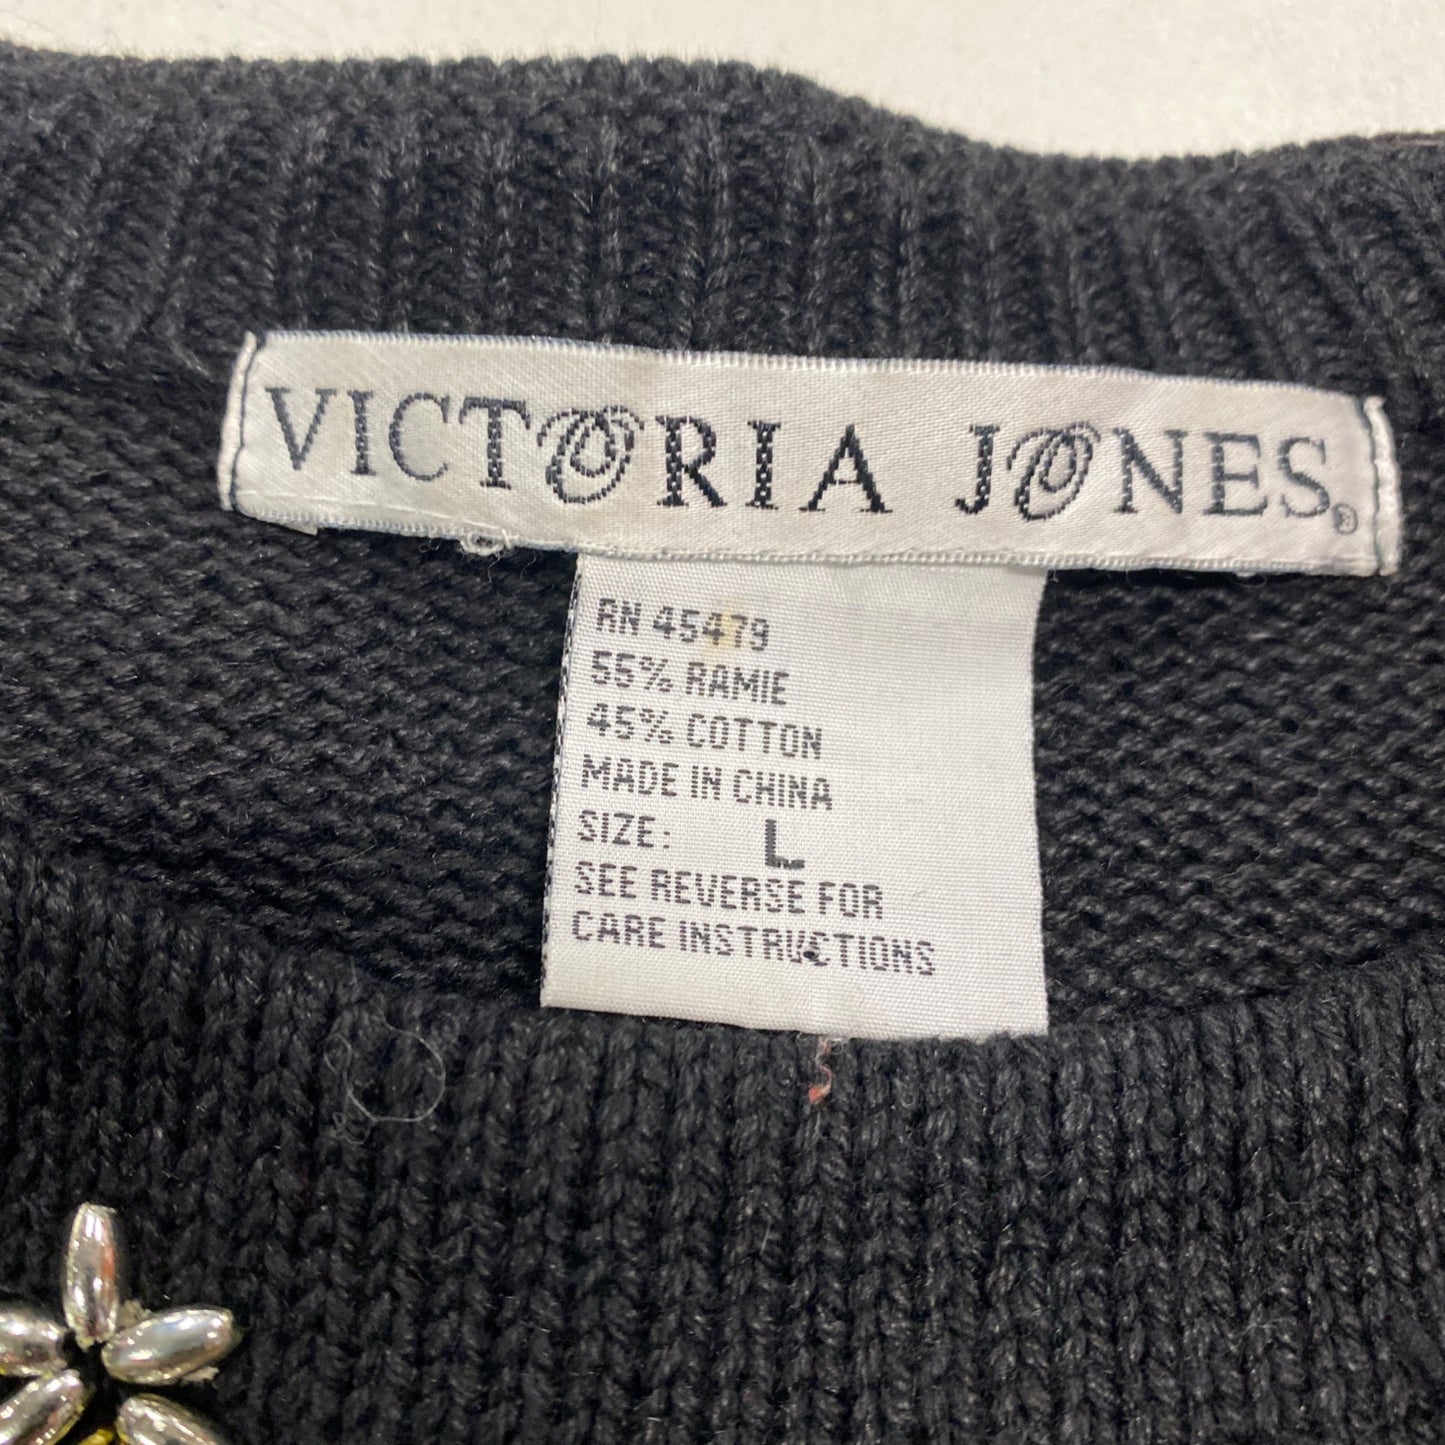 VICTORIA JONES®
RN 45479
55% RAMIE
45% COTTON
MADE IN CHINA
SIZE: L
SEE REVERSE FOR
CARE INSTRUCTIONS